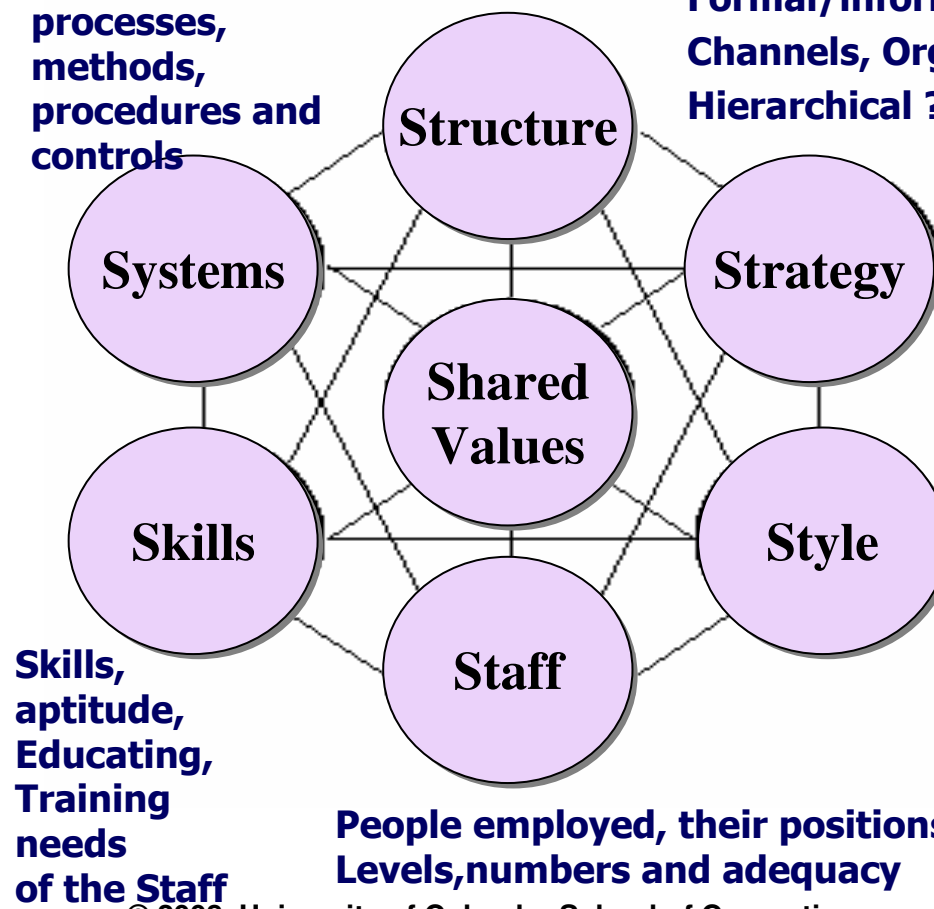 processes,
methods,
procedures and
controls
Channels,
Hierarchical ?
Structure
Systems
Strategy
Shared
Values
Skills
Style
Staff
Skills,
aptitude,
Educating,
Training
needs
of the Staff
People employed, their positions
Levels,numbers and adequacy